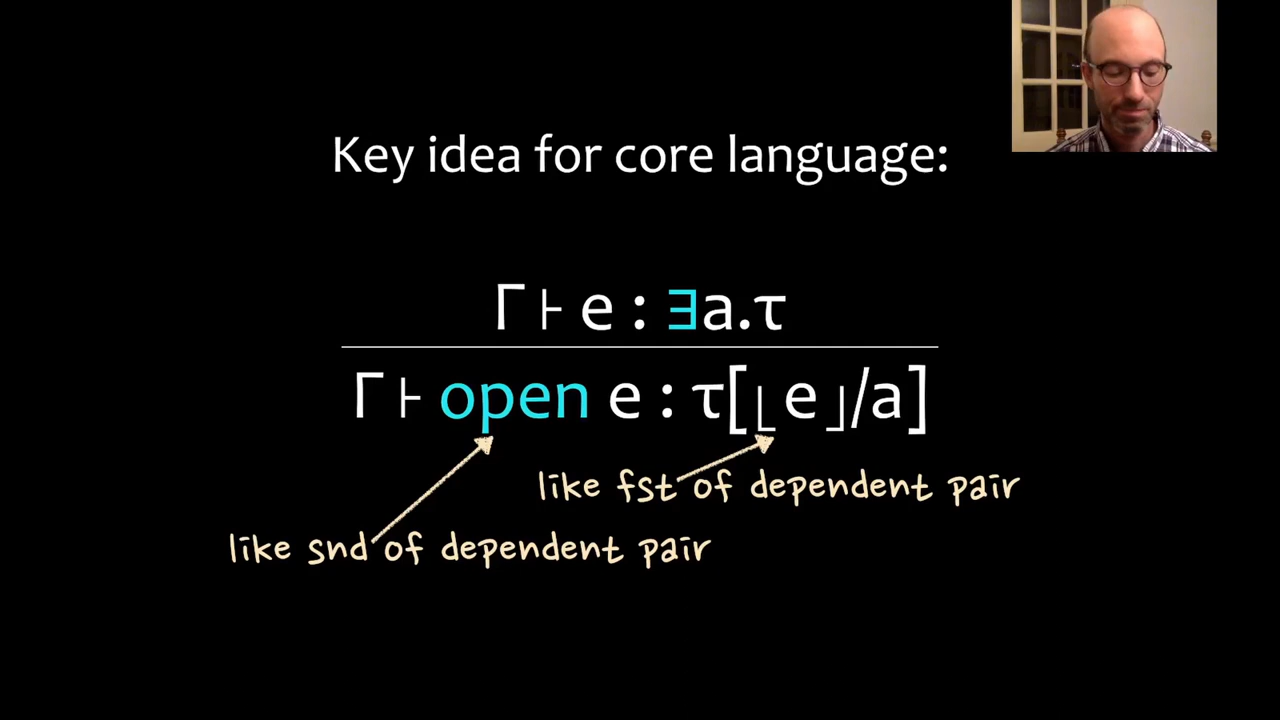 Key idea for core language:
Γ ⊢ e : ∃a.τ
Γ ⊢ open e : τ[⌊e⌋/a]
like fst of dependent pair
like snd of dependent pair